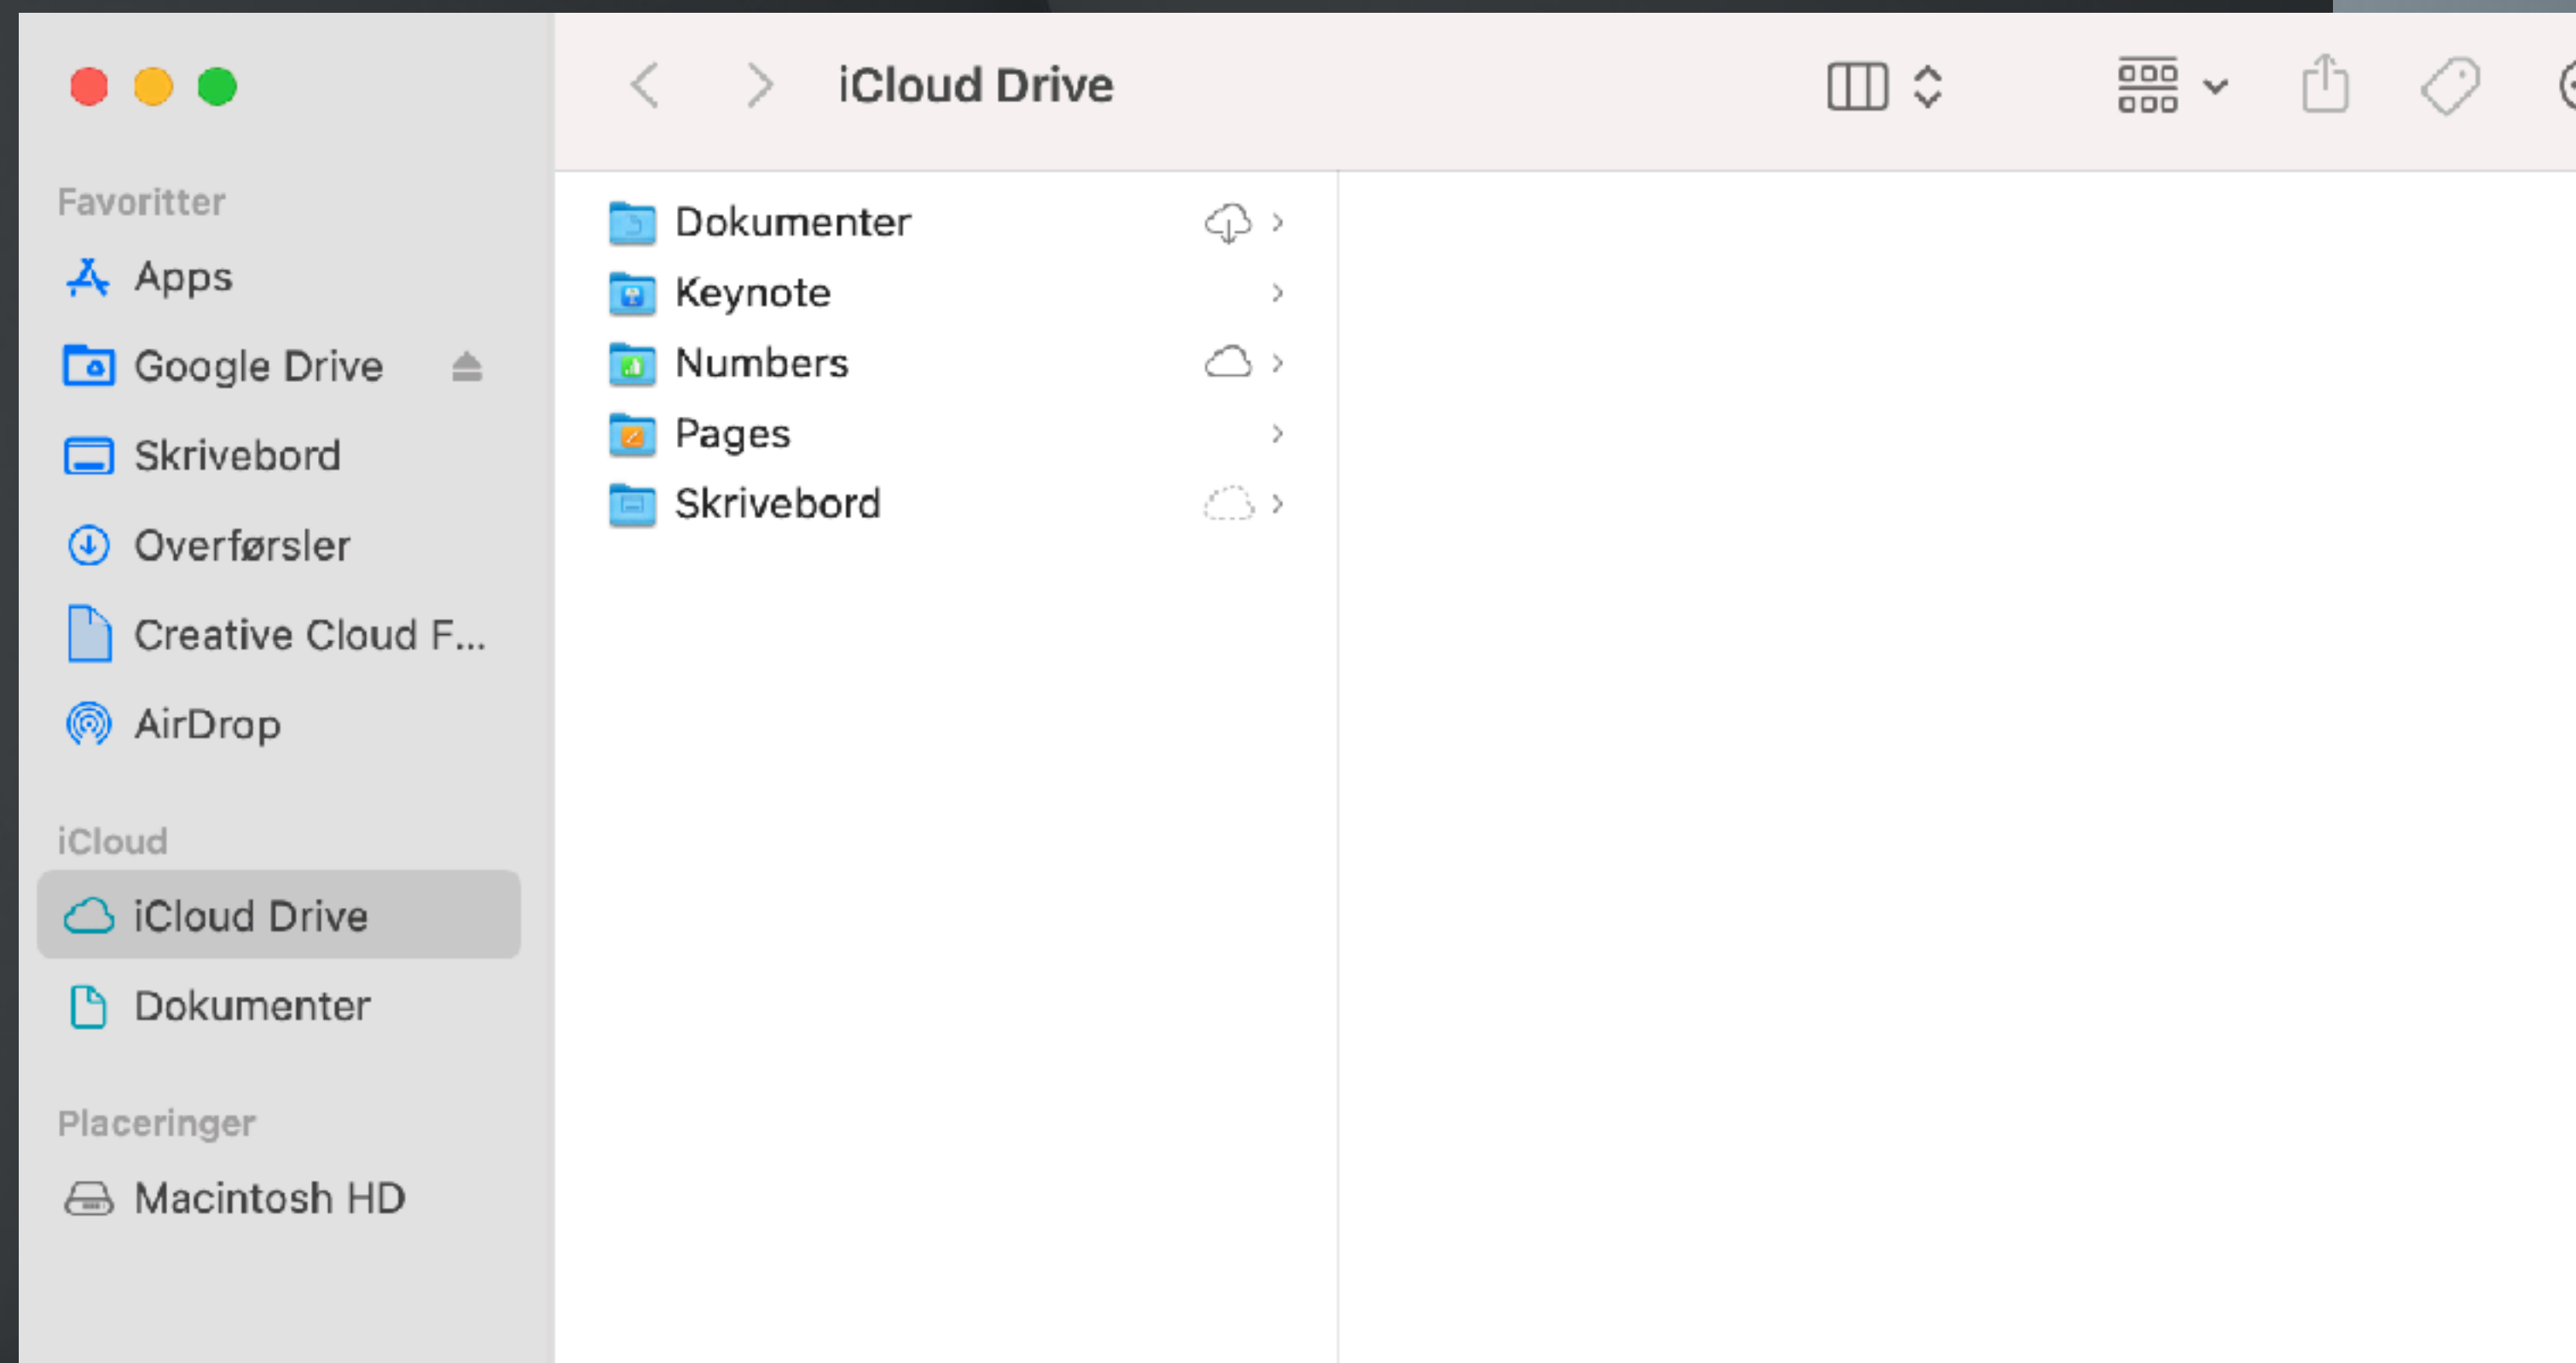 iCloud Drive
Favoritter
Apps
Google Drive
Skrivebord
Overførsler
Creative Cloud F...
AirDrop
iCloud
iCloud Drive
Dokumenter
Placeringer
Macintosh HD
Dokumenter
Keynote
Numbers
Pages
Skrivebord